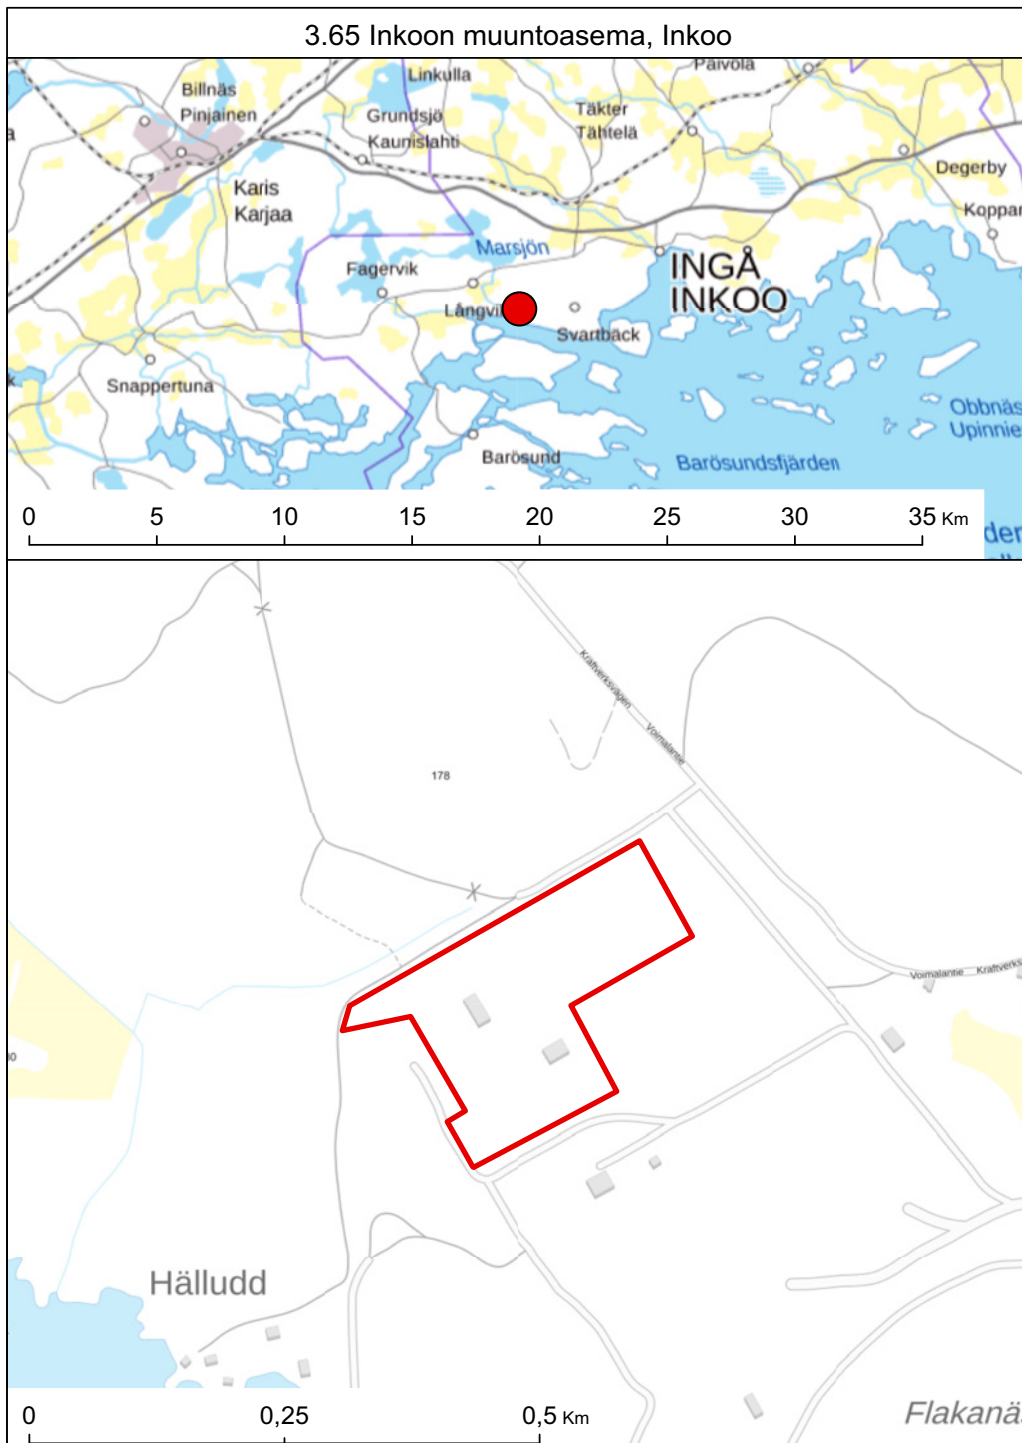 3.65 Inkoon muuntoasema, Inkoo
Linkulla
Päivölä
Billnäs
Pinjainen
Grundsjö
Kaunislahti
Täkter
Tähtelä
Degerby
Karis
Karjaa
Koppar
Marsjön
INGÅ
INKOO
Fagervik
Långvi
Svartbäck
Snappertuna
Obbnäs
Upinnie
Barösund
Barösundsfjärden
0 5 10 15 20 25 30 35 Km
der
Kraftverksvägen
Voimalantie
178
Voimalantie Kraftverks
Hälludd
Flakanäs
0 0,25 0,5 Km